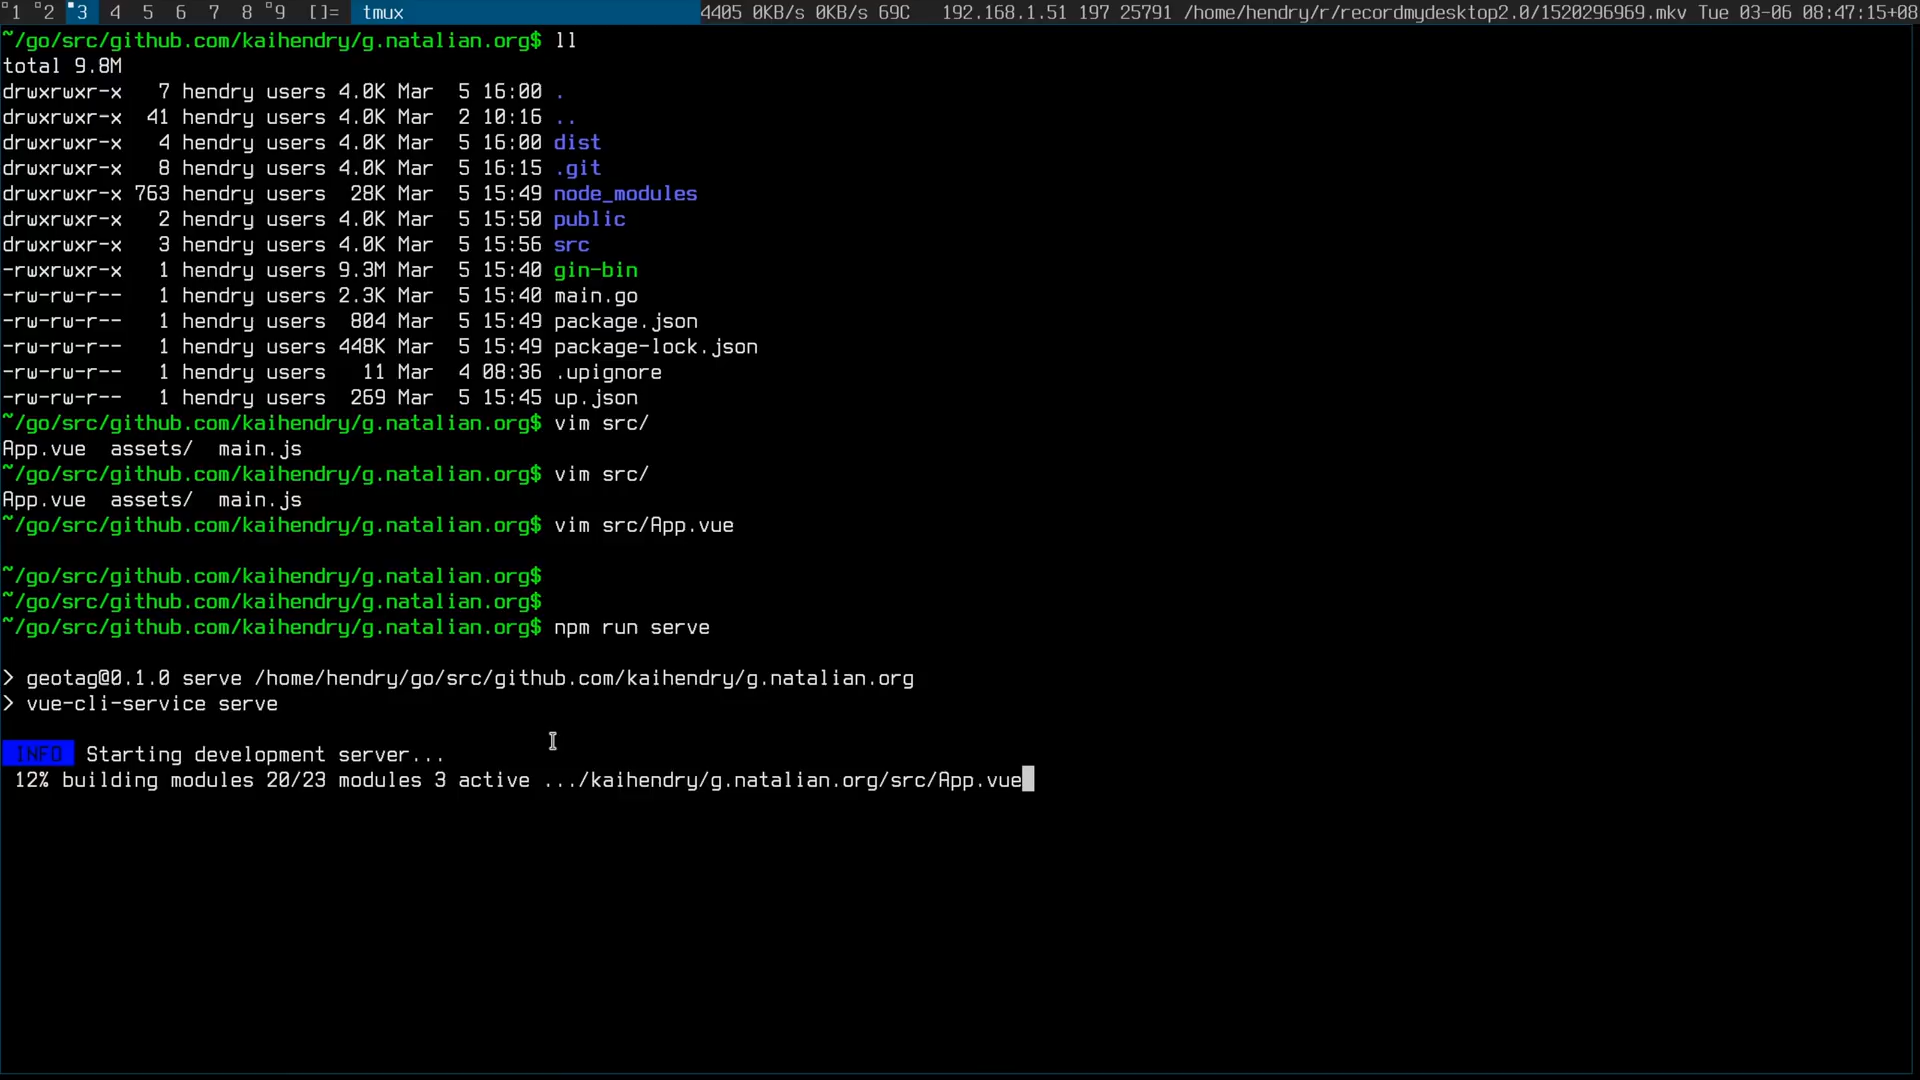 1 2 3 4 5 6 7 8 9 []= tmux 4405 0KB/s 0KB/s 69C 192.168.1.51 197 25791 /home/hendry/r/recordmydesktop2.0/1520296969.mkv Tue 03-06 08:47:15+08
~/go/src/github.com/kaihendry/g.natalian.org$ ll
total 9.8M
drwxrwxr-x 7 hendry users 4.0K Mar 5 16:00 .
drwxrwxr-x 41 hendry users 4.0K Mar 2 10:16 ..
drwxrwxr-x 4 hendry users 4.0K Mar 5 16:00 dist
drwxrwxr-x 8 hendry users 4.0K Mar 5 16:15 .git
drwxrwxr-x 763 hendry users 28K Mar 5 15:49 node_modules
drwxrwxr-x 2 hendry users 4.0K Mar 5 15:50 public
drwxrwxr-x 3 hendry users 4.0K Mar 5 15:56 src
-rwxrwxr-x 1 hendry users 9.3M Mar 5 15:40 gin-bin
-rw-rw-r-- 1 hendry users 2.3K Mar 5 15:40 main.go
-rw-rw-r-- 1 hendry users 804 Mar 5 15:49 package.json
-rw-rw-r-- 1 hendry users 448K Mar 5 15:49 package-lock.json
-rw-rw-r-- 1 hendry users 11 Mar 4 08:36 .upignore
-rw-rw-r-- 1 hendry users 269 Mar 5 15:45 up.json
~/go/src/github.com/kaihendry/g.natalian.org$ vim src/
App.vue assets/ main.js
~/go/src/github.com/kaihendry/g.natalian.org$ vim src/
App.vue assets/ main.js
~/go/src/github.com/kaihendry/g.natalian.org$ vim src/App.vue
~/go/src/github.com/kaihendry/g.natalian.org$
~/go/src/github.com/kaihendry/g.natalian.org$
~/go/src/github.com/kaihendry/g.natalian.org$ npm run serve
> geotag@0.1.0 serve /home/hendry/go/src/github.com/kaihendry/g.natalian.org
> vue-cli-service serve
INFO Starting development server...
12% building modules 20/23 modules 3 active .../kaihendry/g.natalian.org/src/App.vue